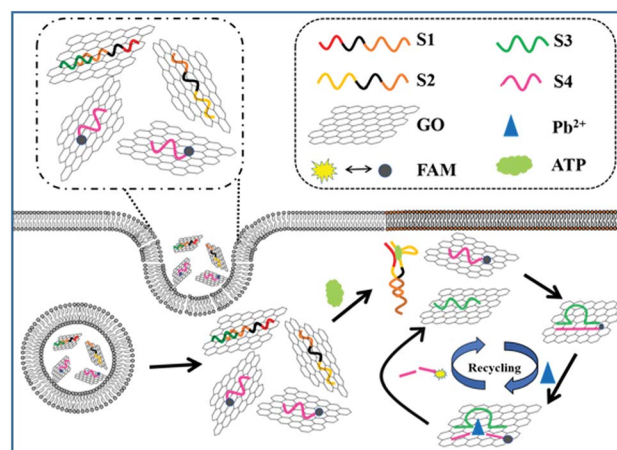 S1 S3
S2 S4
GO Pb²⁺
FAM ATP
Recycling